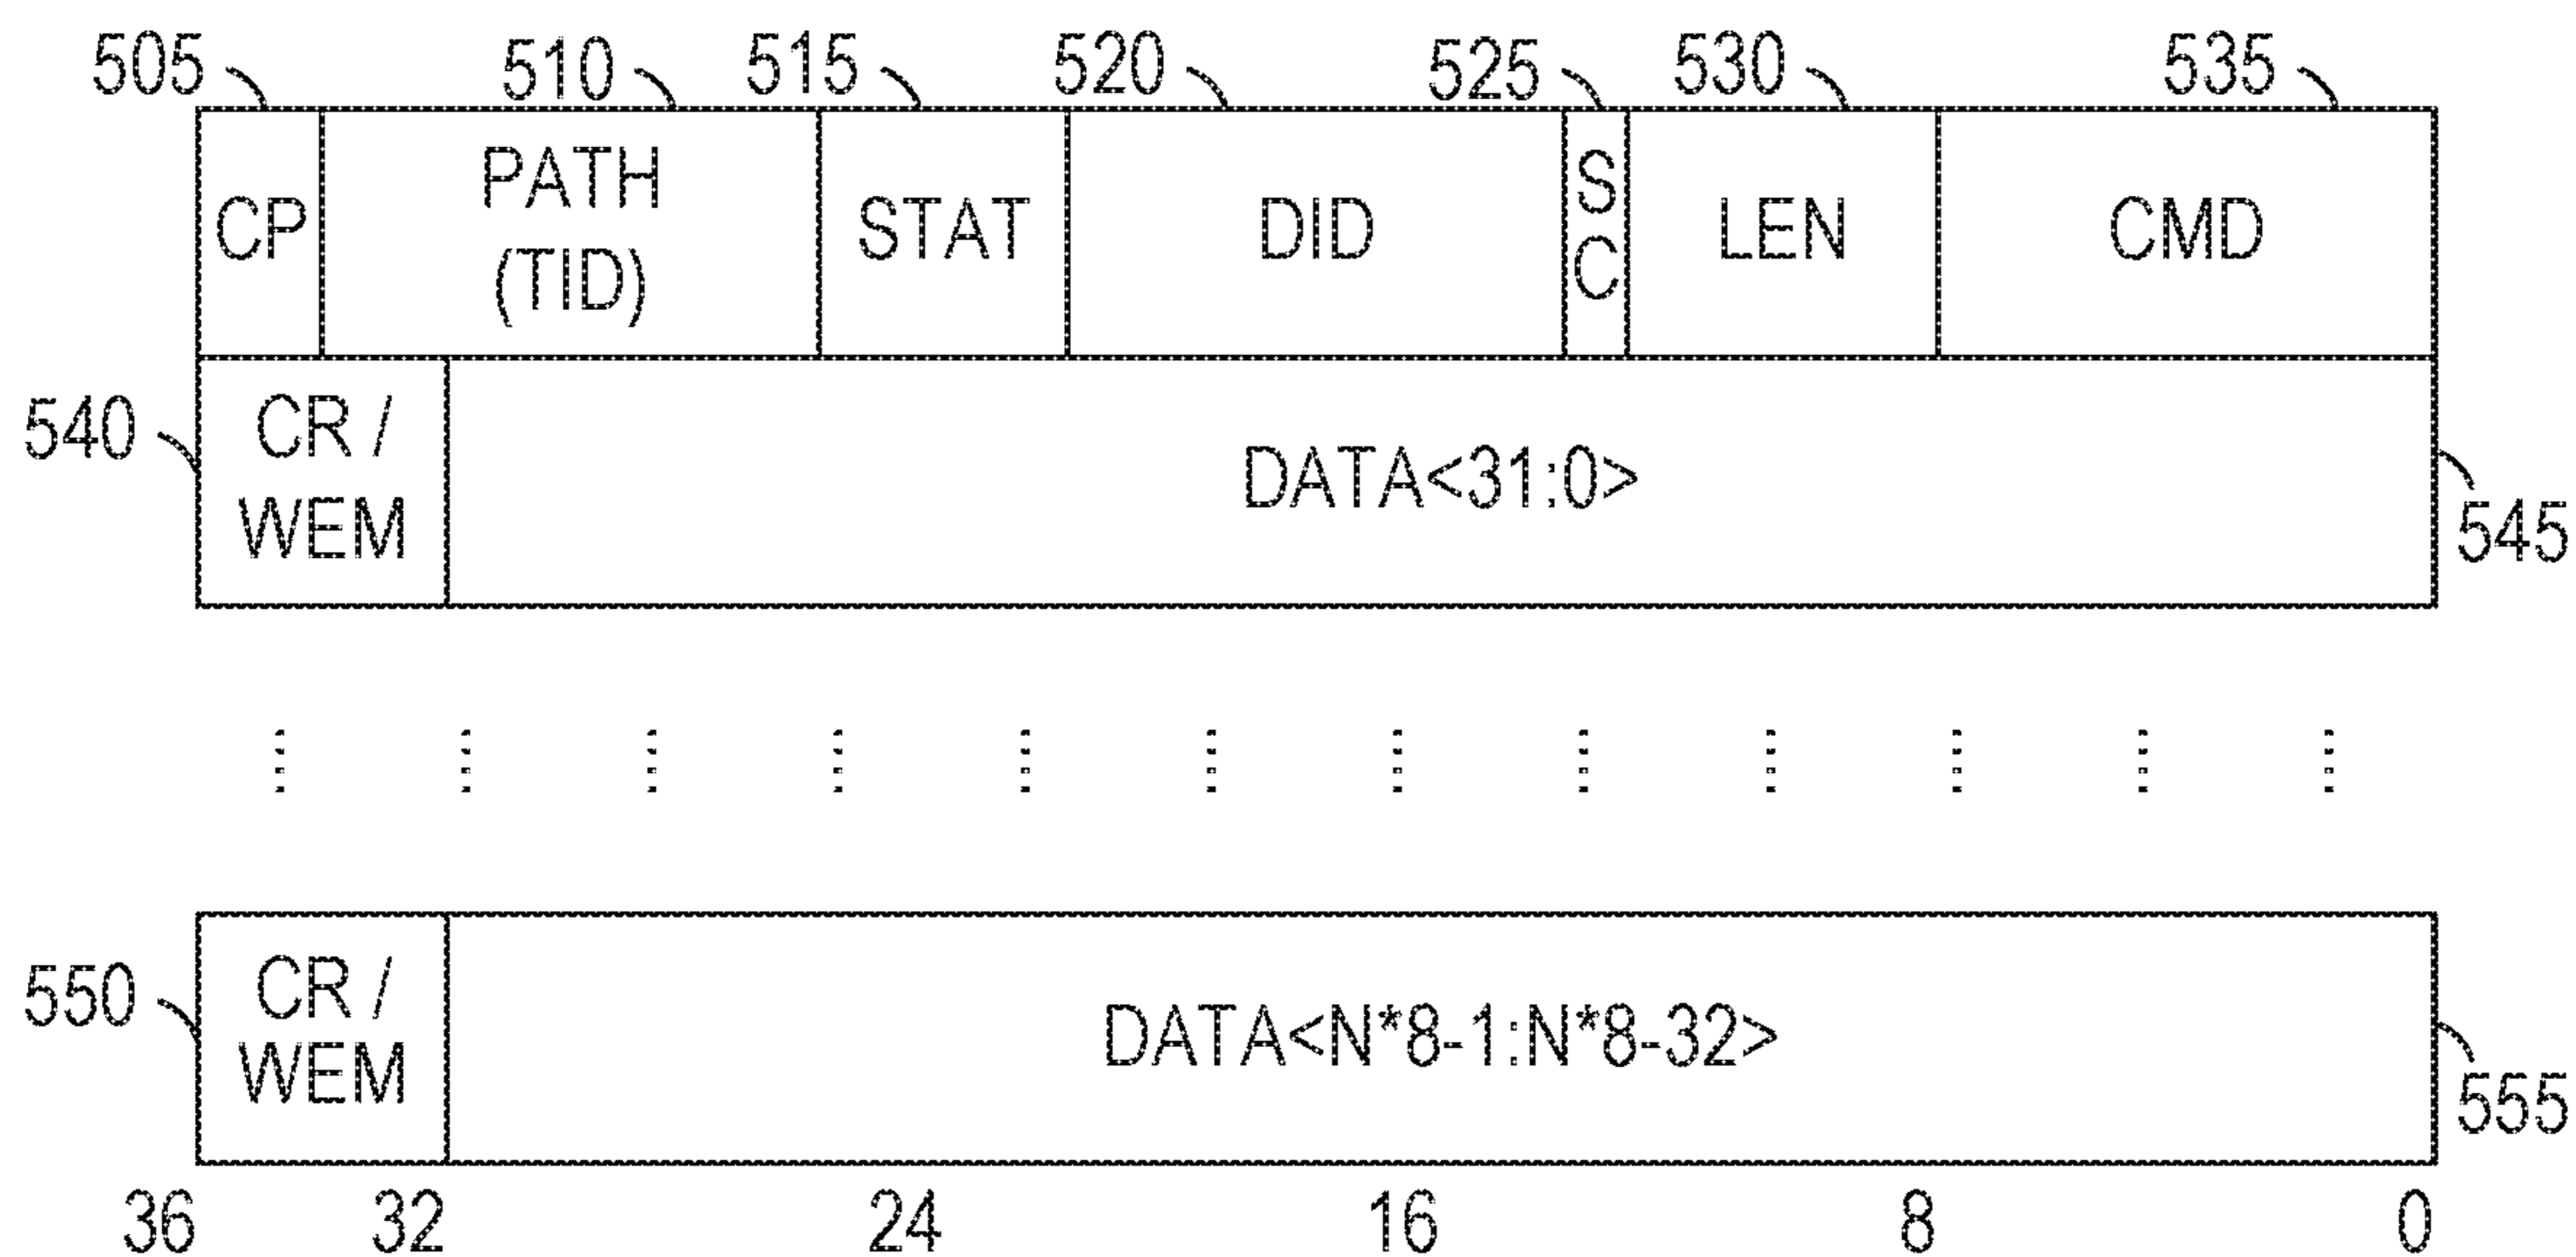 505 510 515 520 525 530 535
CP PATH (TID) STAT DID SC LEN CMD
540 CR / WEM DATA<31:0> 545
550 CR / WEM DATA<N*8-1:N*8-32> 555
36 32 24 16 8 0